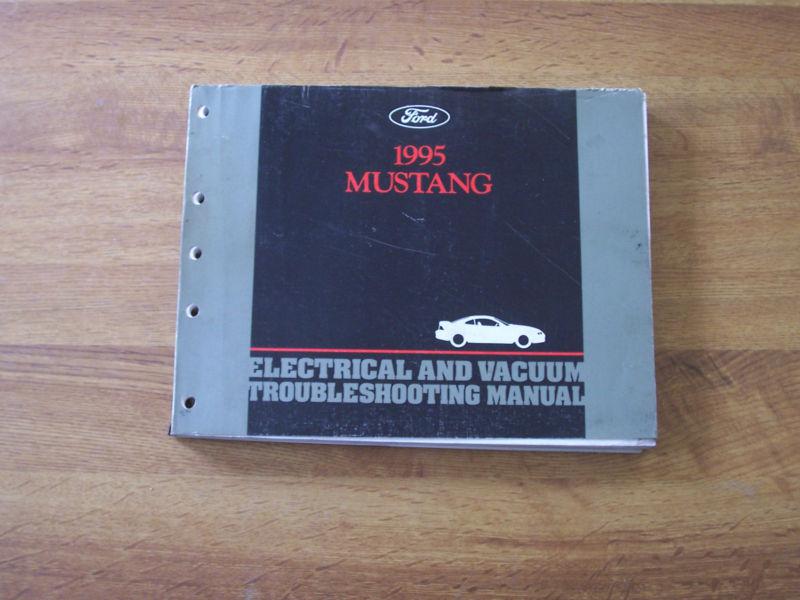 Ford
1995
MUSTANG
ELECTRICAL AND VACUUM
TROUBLESHOOTING MANUAL